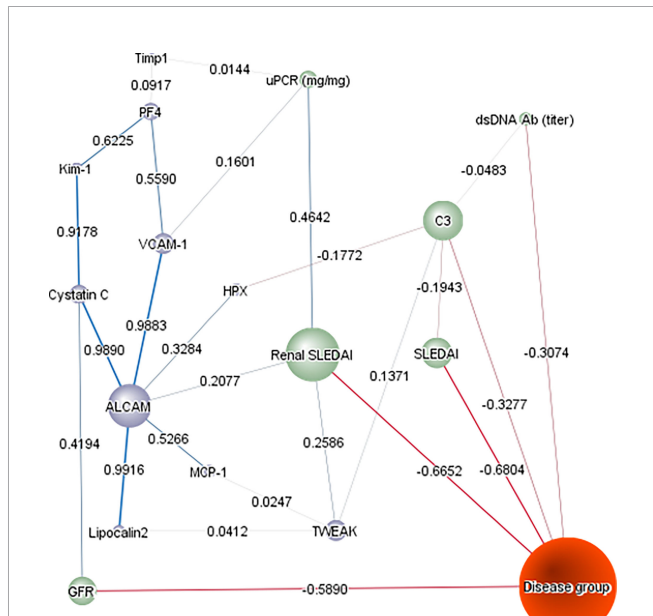 Timp1
0.0144
uPCR (mg/mg)
0.0917
PF4
dsDNA Ab (titer)
0.6225
Kim-1
0.1601
0.5590
-0.0483
0.9178
0.4642
C3
VCAM-1
-0.1772
Cystatin C
HPX
-0.1943
0.9883
0.9890
0.3284
Renal SLEDAI
SLEDAI
-0.3074
0.2077
0.1371
ALCAM
-0.3277
0.4194
0.5266
0.2586
0.9916
MCP-1
-0.6652
-0.6804
0.0247
Lipocalin2
0.0412
TWEAK
GFR
-0.5890
Disease group